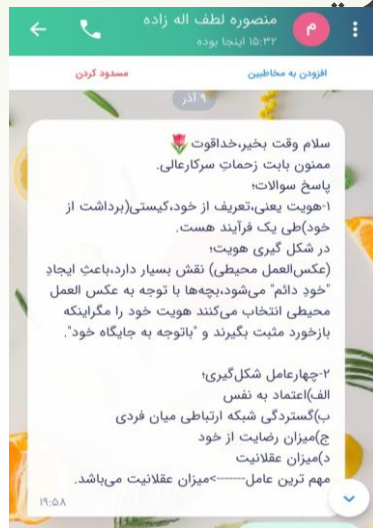 منصوره لطف اله زاده
۱۵:۳۲ اینجا بوده
م
افزودن به مخاطبین
مسدود کردن
۹ آذر
سلام وقت بخیر،خداقوت🌷
ممنون بابت زحماتِ سرکارعالی.
پاسخ سوالات؛
۱-هویت یعنی،تعریف از خود،کیستی(برداشت از
خود)طی یک فرآیند هست.
در شکل گیری هویت؛
(عکس‌العمل محیطی) نقش بسیار دارد،باعثِ ایجادِ
"خودِ دائم" می‌شود،بچه‌ها با توجه به عکس العمل
محیطی انتخاب می‌کنند هویت خود را مگراینکه
بازخورد مثبت بگیرند و "باتوجه به جایگاه خود".
۲-چهارعامل شکل‌گیری؛
الف)اعتماد به نفس
ب)گستردگی شبکه ارتباطی میان فردی
ج)میزان رضایت از خود
د)میزان عقلانیت
مهم ترین عامل-------<میزان عقلانیت می‌باشد.
۱۹:۵۸